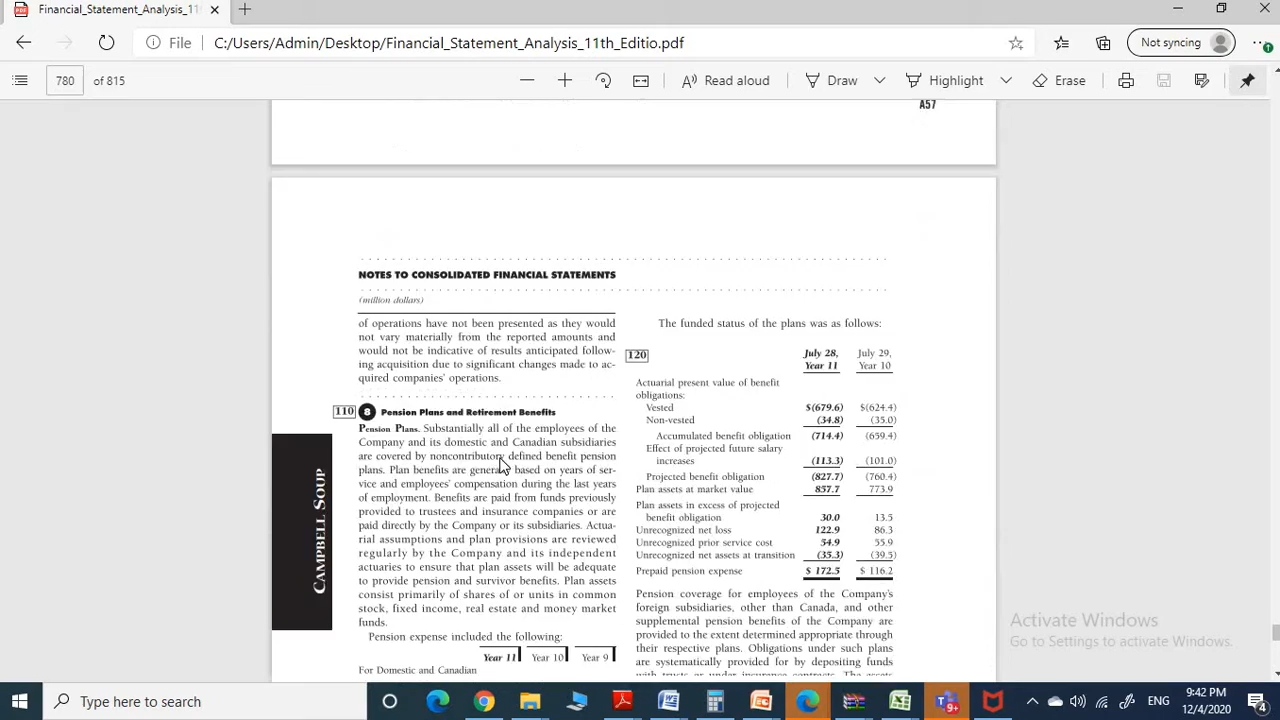 Financial_Statement_Analysis_11th
File
C:/Users/Admin/Desktop/Financial_Statement_Analysis_11th_Editio.pdf
Not syncing
780 of 815
Read aloud
Draw
Highlight
Erase
A57
NOTES TO CONSOLIDATED FINANCIAL STATEMENTS
(million dollars)
of operations have not been presented as they would
not vary materially from the reported amounts and
would not be indicative of results anticipated follow-
ing acquisition due to significant changes made to ac-
quired companies' operations.
110 8 Pension Plans and Retirement Benefits
Pension Plans. Substantially all of the employees of the
Company and its domestic and Canadian subsidiaries
are covered by noncontributory defined benefit pension
plans. Plan benefits are generally based on years of ser-
vice and employees' compensation during the last years
of employment. Benefits are paid from funds previously
provided to trustees and insurance companies or are
paid directly by the Company or its subsidiaries. Actua-
rial assumptions and plan provisions are reviewed
regularly by the Company and its independent
actuaries to ensure that plan assets will be adequate
to provide pension and survivor benefits. Plan assets
consist primarily of shares of or units in common
stock, fixed income, real estate and money market
funds.
Pension expense included the following:
Year 11 Year 10 Year 9
For Domestic and Canadian
CAMPBELL SOUP
The funded status of the plans was as follows:
120
July 28, July 29,
Year 11 Year 10
Actuarial present value of benefit
obligations:
Vested $(679.6) $(624.4)
Non-vested (34.8) (35.0)
Accumulated benefit obligation (714.4) (659.4)
Effect of projected future salary
increases (113.3) (101.0)
Projected benefit obligation (827.7) (760.4)
Plan assets at market value 857.7 773.9
Plan assets in excess of projected
benefit obligation 30.0 13.5
Unrecognized net loss 122.9 86.3
Unrecognized prior service cost 54.9 55.9
Unrecognized net assets at transition (35.3) (39.5)
Prepaid pension expense $ 172.5 $ 116.2
Pension coverage for employees of the Company's
foreign subsidiaries, other than Canada, and other
supplemental pension benefits of the Company are
provided to the extent determined appropriate through
their respective plans. Obligations under such plans
are systematically provided for by depositing funds
with trusts or under insurance contracts. The assets
Activate Windows
Go to Settings to activate Windows.
Type here to search
9+
ENG
9:42 PM
12/4/2020
4